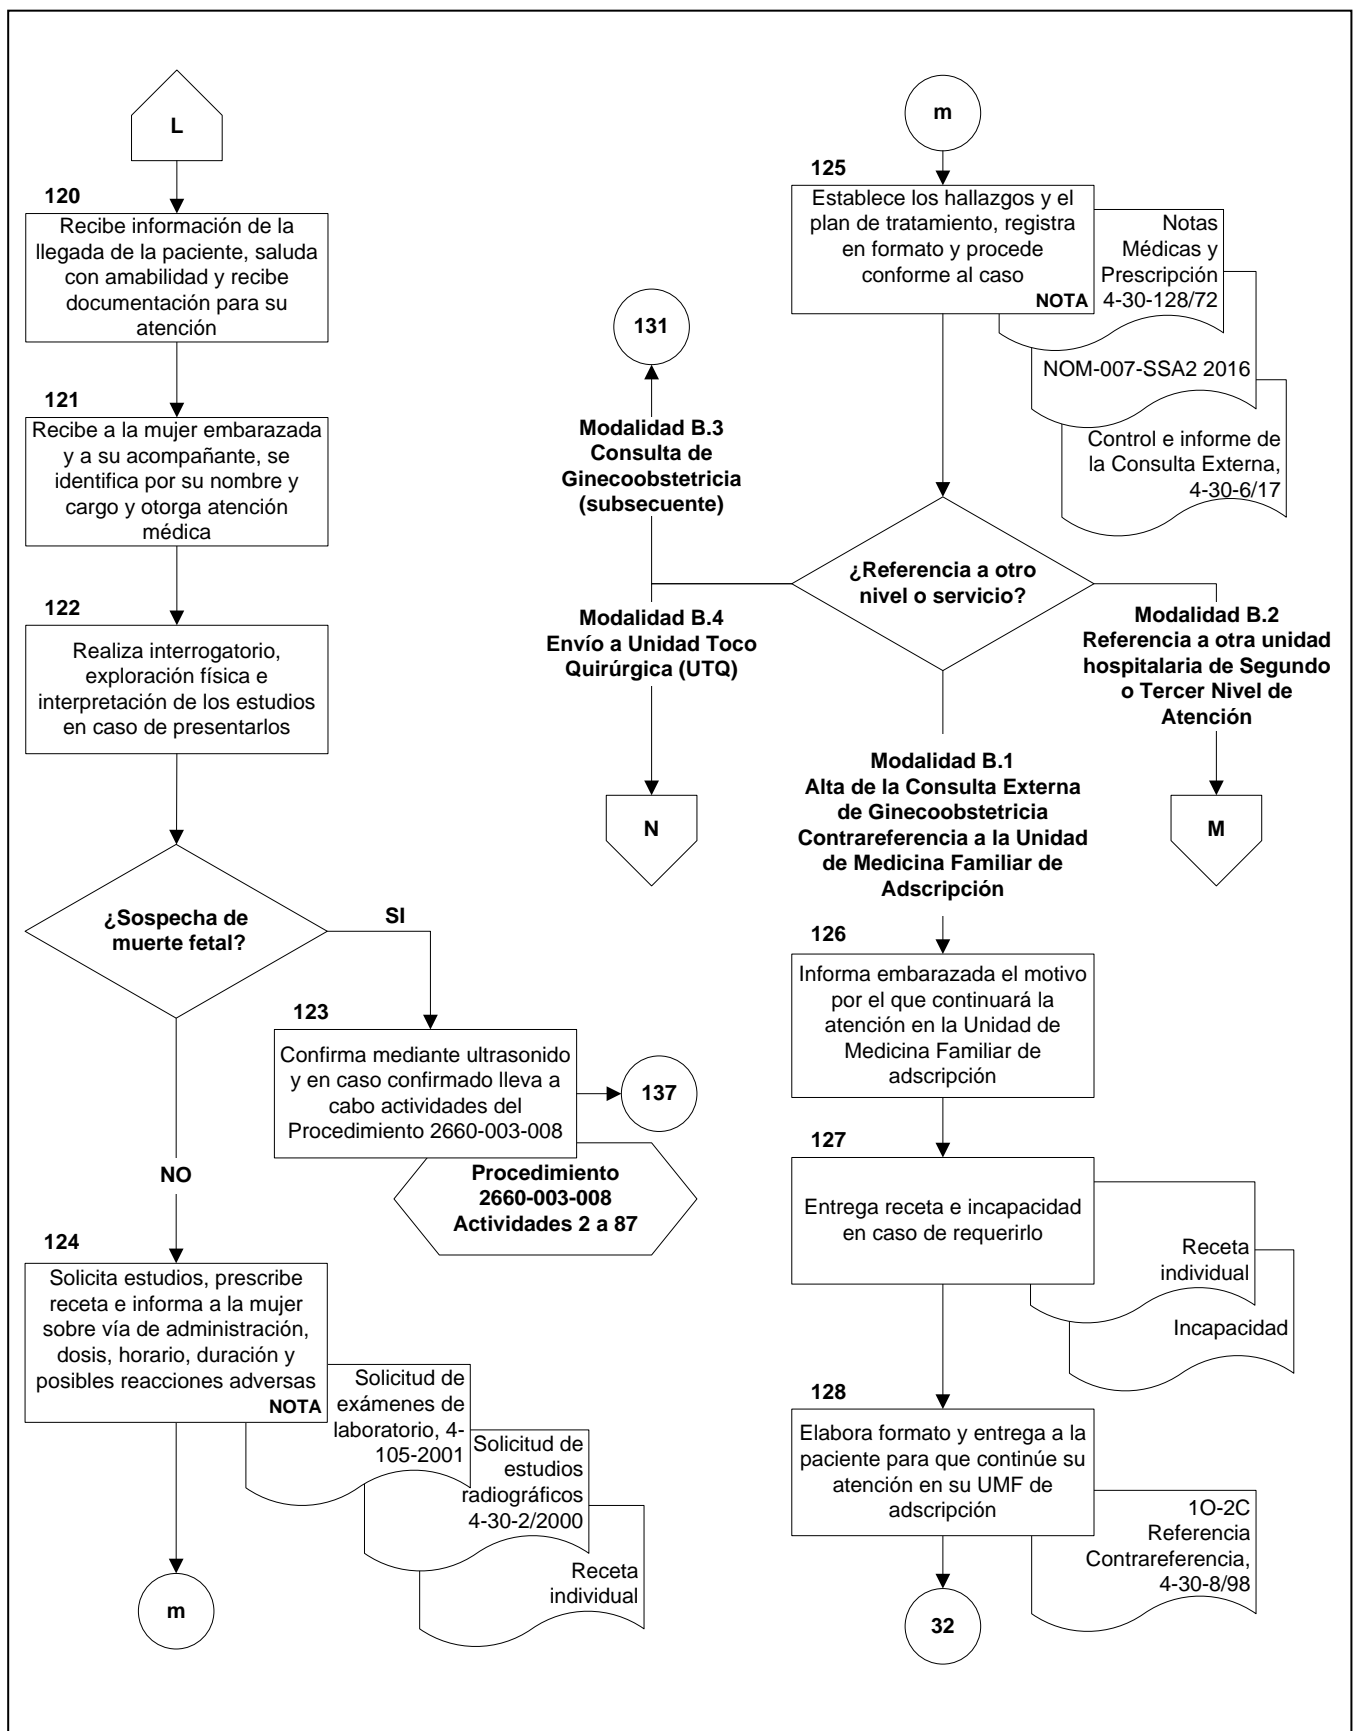 L
120
Recibe información de la
llegada de la paciente, saluda
con amabilidad y recibe
documentación para su
atención
121
Recibe a la mujer embarazada
y a su acompañante, se
identifica por su nombre y
cargo y otorga atención
médica
122
Realiza interrogatorio,
exploración física e
interpretación de los estudios
en caso de presentarlos
¿Sospecha de
muerte fetal?
SI
123
Confirma mediante ultrasonido
y en caso confirmado lleva a
cabo actividades del
Procedimiento 2660-003-008
137
Procedimiento
2660-003-008
Actividades 2 a 87
NO
124
Solicita estudios, prescribe
receta e informa a la mujer
sobre vía de administración,
dosis, horario, duración y
posibles reacciones adversas
NOTA
Solicitud de
exámenes de
laboratorio, 4-
105-2001
Solicitud de
estudios
radiográficos
4-30-2/2000
Receta
individual
m
m
125
Establece los hallazgos y el
plan de tratamiento, registra
en formato y procede
conforme al caso
NOTA
Notas
Médicas y
Prescripción
4-30-128/72
NOM-007-SSA2 2016
Control e informe de
la Consulta Externa,
4-30-6/17
¿Referencia a otro
nivel o servicio?
131
Modalidad B.3
Consulta de
Ginecoobstetricia
(subsecuente)
Modalidad B.4
Envío a Unidad Toco
Quirúrgica (UTQ)
N
Modalidad B.2
Referencia a otra unidad
hospitalaria de Segundo
o Tercer Nivel de
Atención
M
Modalidad B.1
Alta de la Consulta Externa
de Ginecoobstetricia
Contrareferencia a la Unidad
de Medicina Familiar de
Adscripción
126
Informa embarazada el motivo
por el que continuará la
atención en la Unidad de
Medicina Familiar de
adscripción
127
Entrega receta e incapacidad
en caso de requerirlo
Receta
individual
Incapacidad
128
Elabora formato y entrega a la
paciente para que continúe su
atención en su UMF de
adscripción
1O-2C
Referencia
Contrareferencia,
4-30-8/98
32